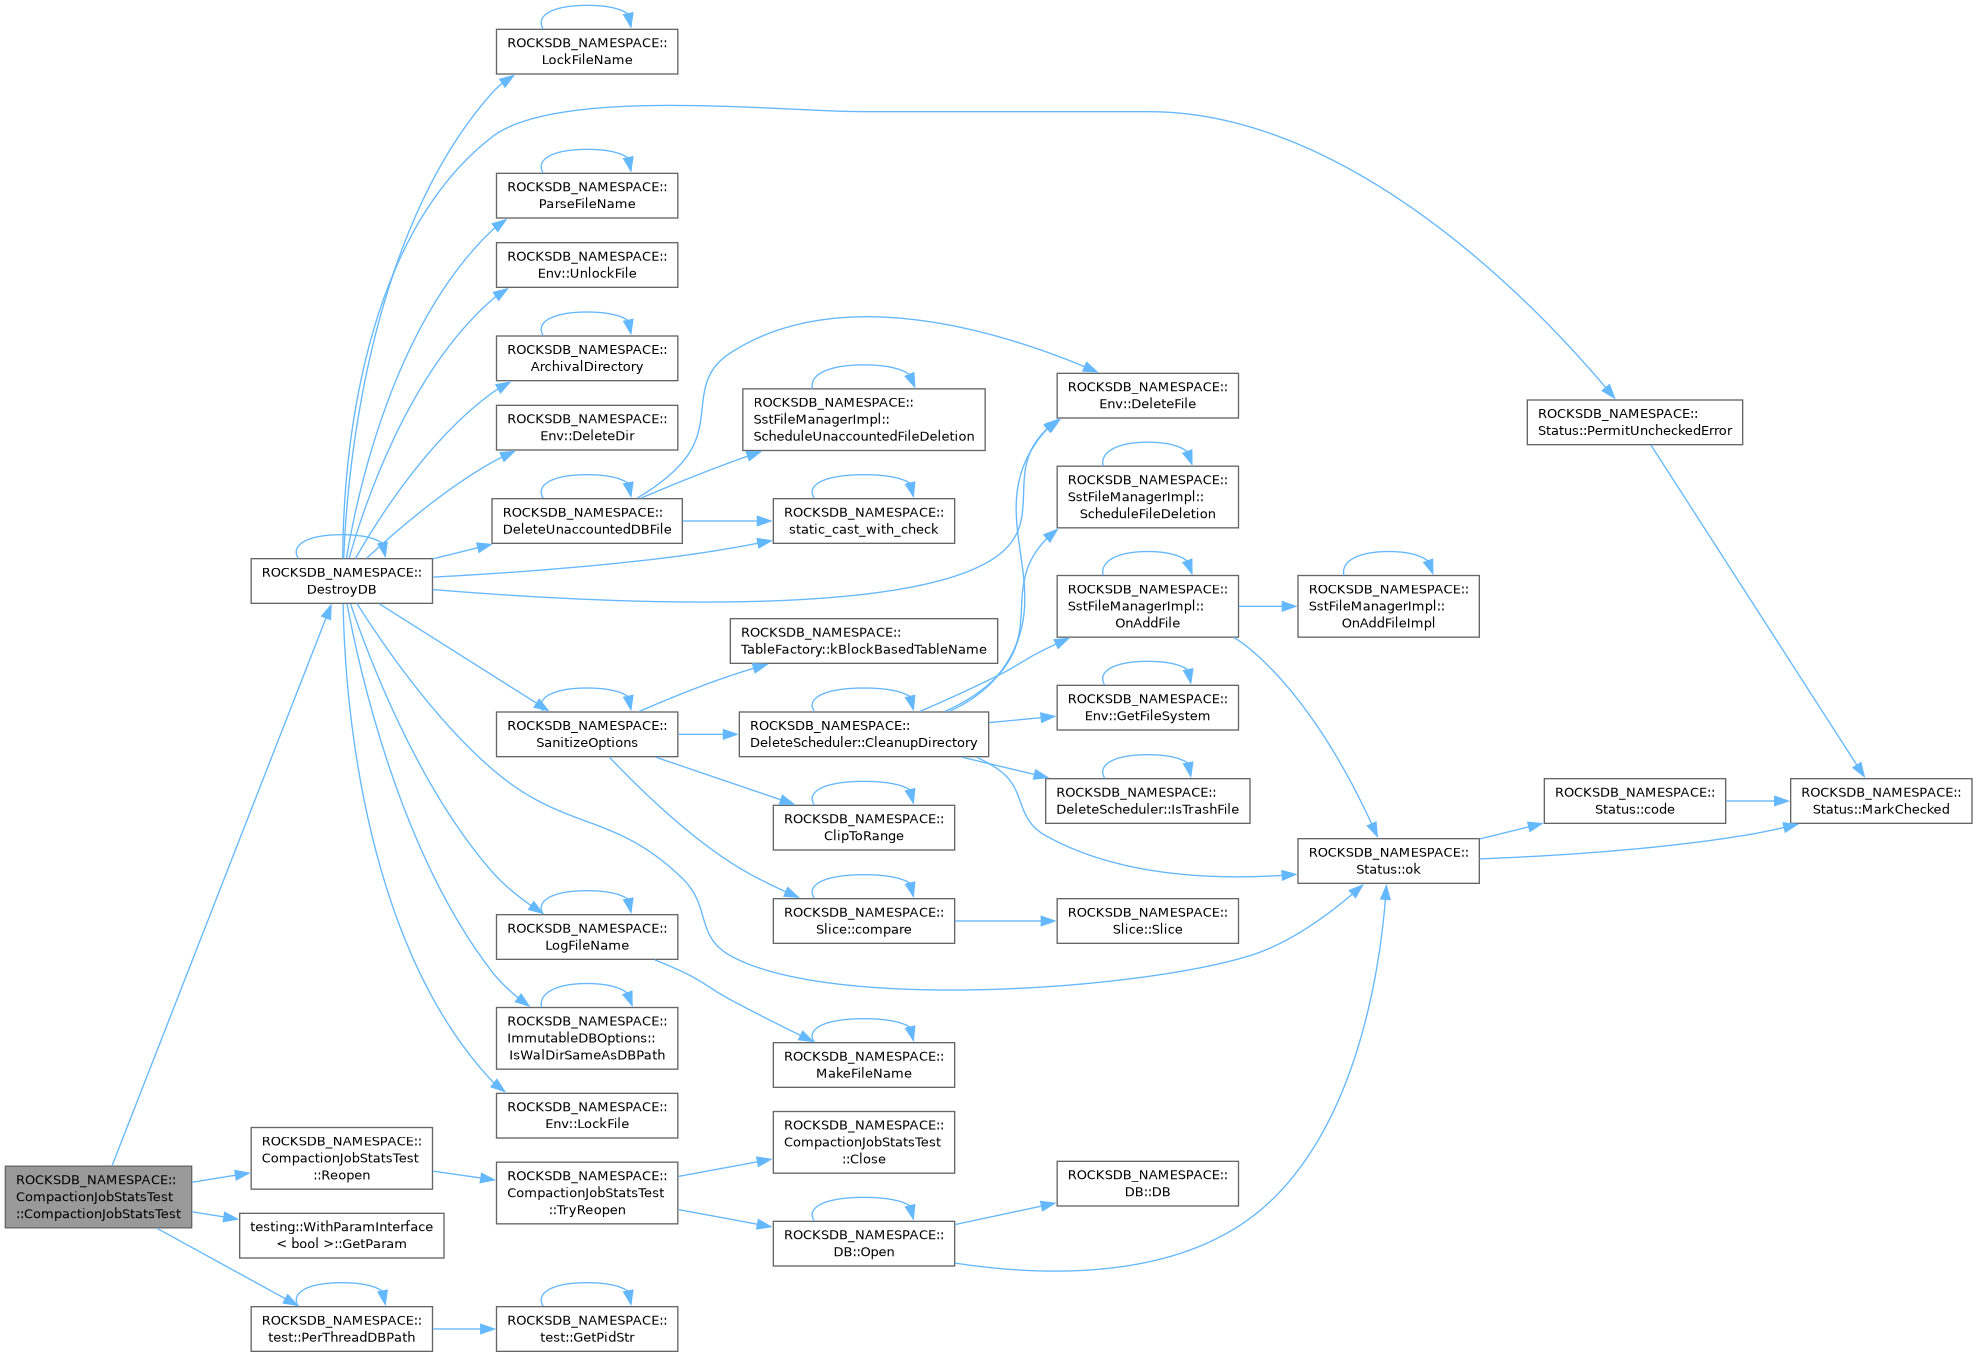 ROCKSDB_NAMESPACE::
LockFileName
ROCKSDB_NAMESPACE::
ParseFileName
ROCKSDB_NAMESPACE::
Env::UnlockFile
ROCKSDB_NAMESPACE::
ArchivalDirectory
ROCKSDB_NAMESPACE::
Env::DeleteDir
ROCKSDB_NAMESPACE::
SstFileManagerImpl::
ScheduleUnaccountedFileDeletion
ROCKSDB_NAMESPACE::
Env::DeleteFile
ROCKSDB_NAMESPACE::
Status::PermitUncheckedError
ROCKSDB_NAMESPACE::
DeleteUnaccountedDBFile
ROCKSDB_NAMESPACE::
static_cast_with_check
ROCKSDB_NAMESPACE::
SstFileManagerImpl::
ScheduleFileDeletion
ROCKSDB_NAMESPACE::
DestroyDB
ROCKSDB_NAMESPACE::
SstFileManagerImpl::
OnAddFile
ROCKSDB_NAMESPACE::
SstFileManagerImpl::
OnAddFileImpl
ROCKSDB_NAMESPACE::
TableFactory::kBlockBasedTableName
ROCKSDB_NAMESPACE::
SanitizeOptions
ROCKSDB_NAMESPACE::
DeleteScheduler::CleanupDirectory
ROCKSDB_NAMESPACE::
Env::GetFileSystem
ROCKSDB_NAMESPACE::
DeleteScheduler::IsTrashFile
ROCKSDB_NAMESPACE::
Status::code
ROCKSDB_NAMESPACE::
Status::MarkChecked
ROCKSDB_NAMESPACE::
ClipToRange
ROCKSDB_NAMESPACE::
Status::ok
ROCKSDB_NAMESPACE::
Slice::compare
ROCKSDB_NAMESPACE::
Slice::Slice
ROCKSDB_NAMESPACE::
LogFileName
ROCKSDB_NAMESPACE::
ImmutableDBOptions::
IsWalDirSameAsDBPath
ROCKSDB_NAMESPACE::
MakeFileName
ROCKSDB_NAMESPACE::
Env::LockFile
ROCKSDB_NAMESPACE::
CompactionJobStatsTest
::Close
ROCKSDB_NAMESPACE::
CompactionJobStatsTest
::Reopen
ROCKSDB_NAMESPACE::
CompactionJobStatsTest
::TryReopen
ROCKSDB_NAMESPACE::
DB::DB
ROCKSDB_NAMESPACE::
CompactionJobStatsTest
::CompactionJobStatsTest
testing::WithParamInterface
< bool >::GetParam
ROCKSDB_NAMESPACE::
DB::Open
ROCKSDB_NAMESPACE::
test::PerThreadDBPath
ROCKSDB_NAMESPACE::
test::GetPidStr